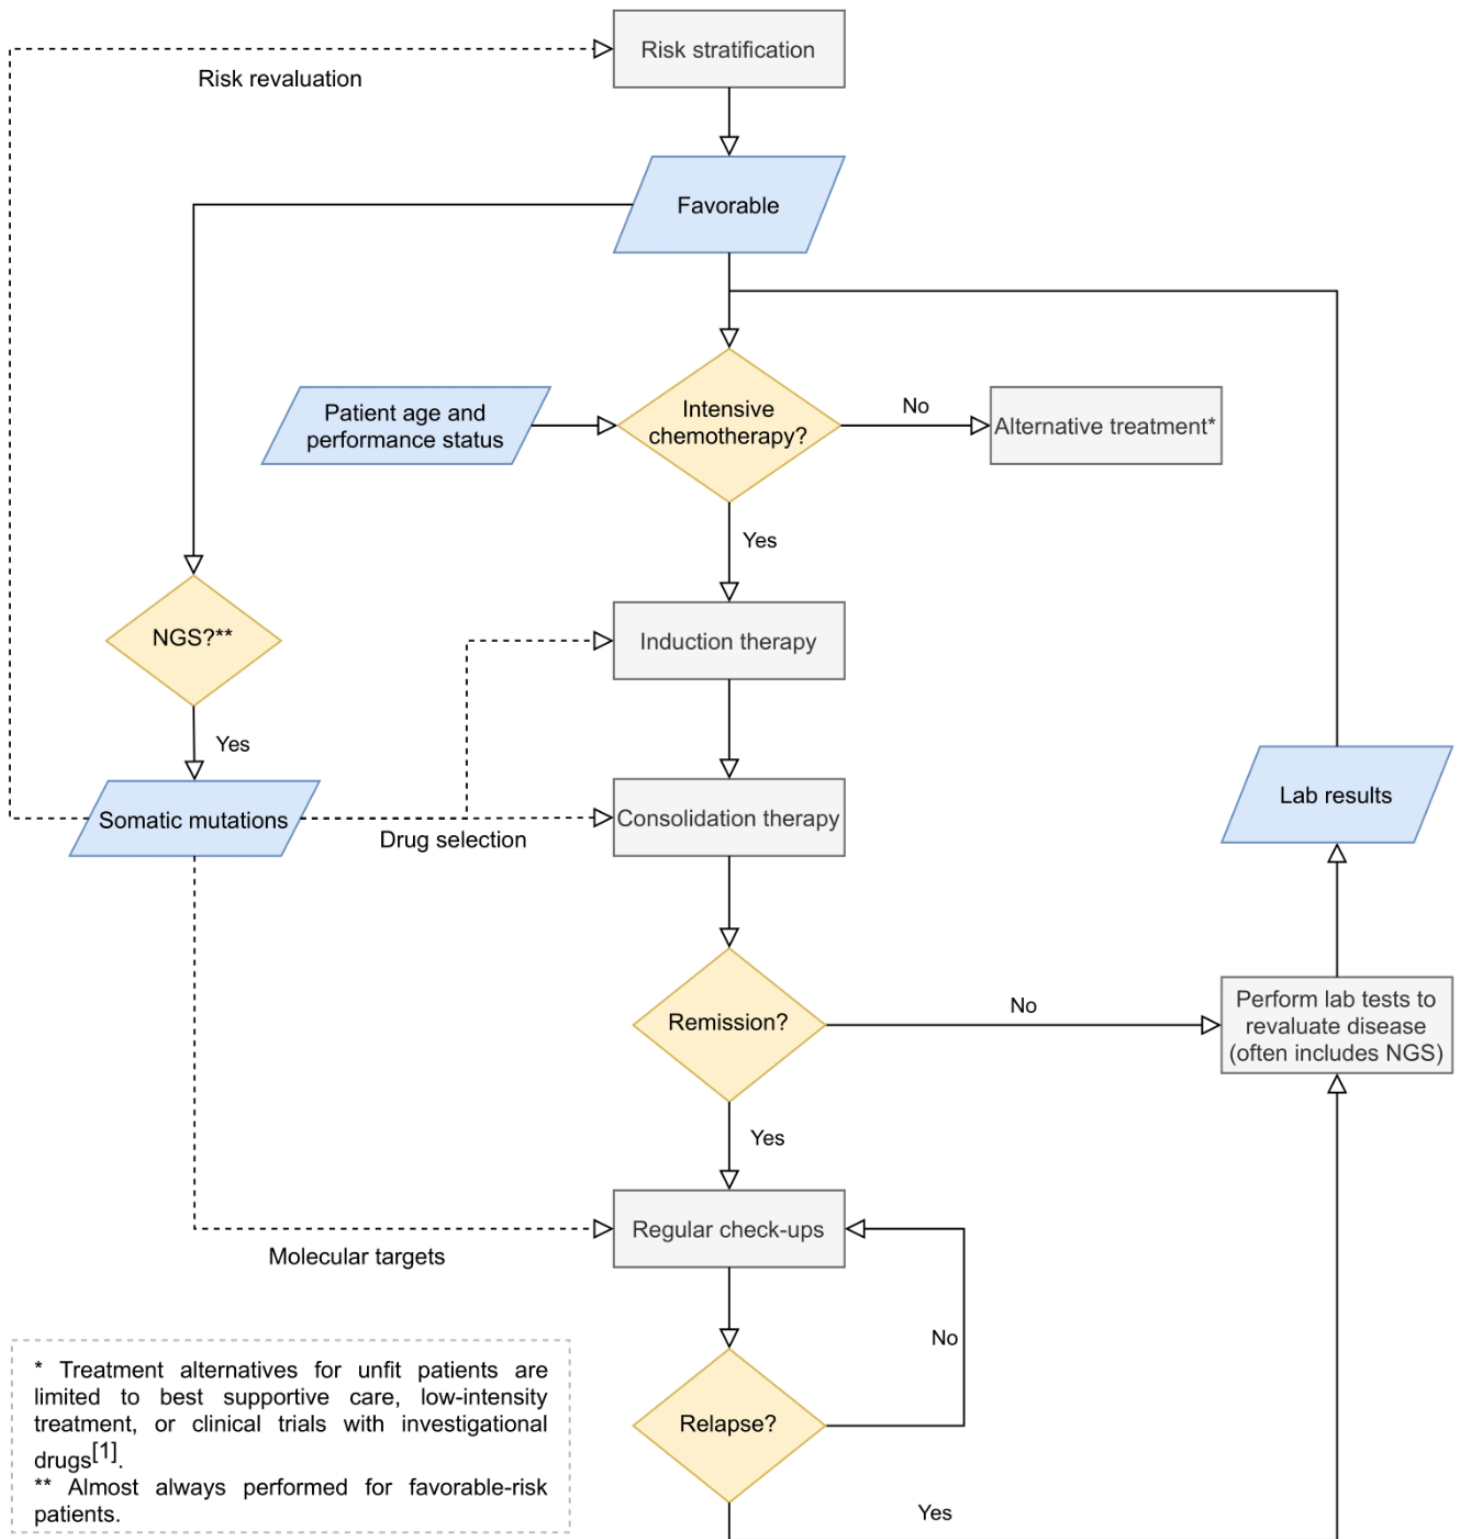 Risk stratification
Risk revaluation
Favorable
Patient age and
performance status
Intensive
chemotherapy?
No
Alternative treatment*
Yes
NGS?**
Induction therapy
Yes
Somatic mutations
Drug selection
Consolidation therapy
Lab results
Remission?
No
Perform lab tests to
revaluate disease
(often includes NGS)
Yes
Regular check-ups
Molecular targets
No
Relapse?
Yes
* Treatment alternatives for unfit patients are
limited to best supportive care, low-intensity
treatment, or clinical trials with investigational
drugs[1].
** Almost always performed for favorable-risk
patients.